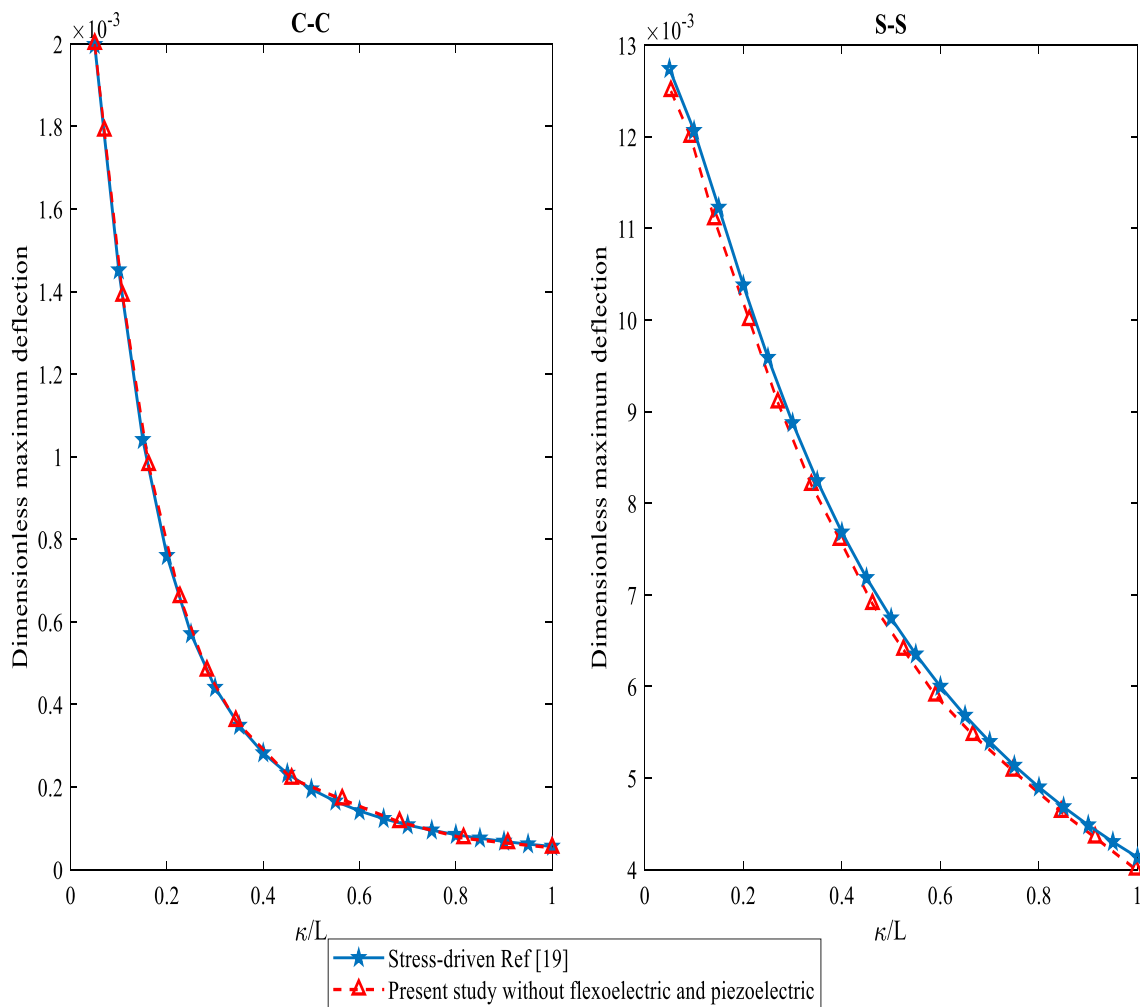 ×10⁻³
C-C
2
1.8
1.6
1.4
1.2
1
0.8
0.6
0.4
0.2
0
Dimensionless maximum deflection
0 0.2 0.4 0.6 0.8 1
κ/L
×10⁻³
S-S
13
12
11
10
9
8
7
6
5
4
Dimensionless maximum deflection
0 0.2 0.4 0.6 0.8 1
κ/L
Stress-driven Ref [19]
Present study without flexoelectric and piezoelectric